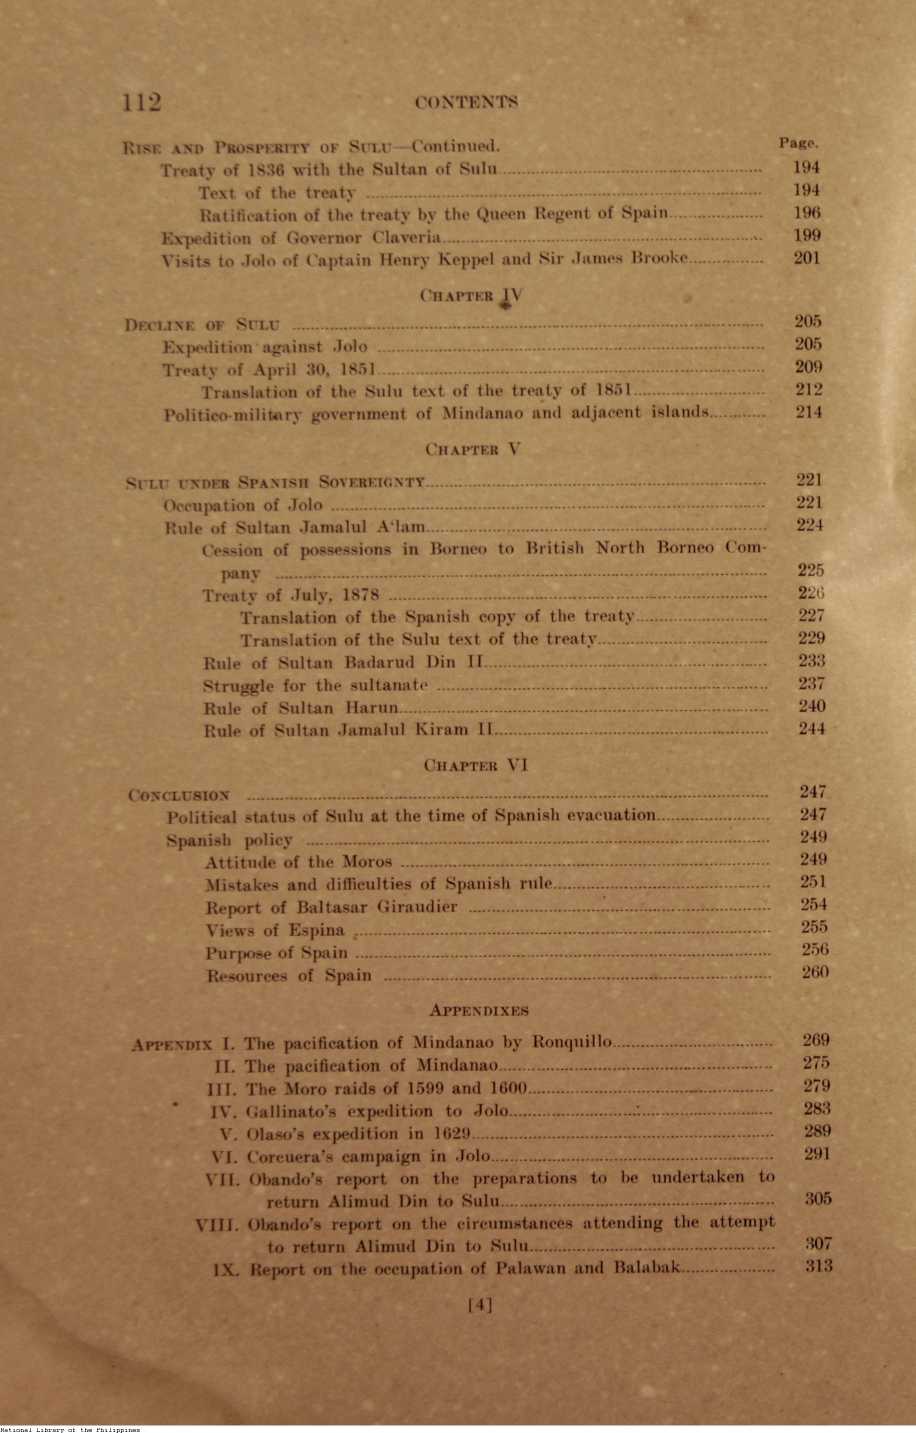 112 CONTENTS
RISE AND PROSPERITY OF SULU—Continued. Page.
Treaty of 1836 with the Sultan of Sulu 194
Text of the treaty 194
Ratification of the treaty by the Queen Regent of Spain 196
Expedition of Governor Claveria 199
Visits to Jolo of Captain Henry Keppel and Sir James Brooke 201
CHAPTER IV
DECLINE OF SULU 205
Expedition against Jolo 205
Treaty of April 30, 1851 209
Translation of the Sulu text of the treaty of 1851 212
Politico-military government of Mindanao and adjacent islands 214
CHAPTER V
SULU UNDER SPANISH SOVEREIGNTY 221
Occupation of Jolo 221
Rule of Sultan Jamalul A‘lam 224
Cession of possessions in Borneo to British North Borneo Com-
pany 225
Treaty of July, 1878 226
Translation of the Spanish copy of the treaty 227
Translation of the Sulu text of the treaty 229
Rule of Sultan Badarud Din II 233
Struggle for the sultanate 237
Rule of Sultan Harun 240
Rule of Sultan Jamalul Kiram II 244
CHAPTER VI
CONCLUSION 247
Political status of Sulu at the time of Spanish evacuation 247
Spanish policy 249
Attitude of the Moros 249
Mistakes and difficulties of Spanish rule 251
Report of Baltasar Giraudier 254
Views of Espina 255
Purpose of Spain 256
Resources of Spain 260
APPENDIXES
APPENDIX I. The pacification of Mindanao by Ronquillo 269
II. The pacification of Mindanao 275
III. The Moro raids of 1599 and 1600 279
IV. Gallinato's expedition to Jolo 283
V. Olaso's expedition in 1629 289
VI. Corcuera's campaign in Jolo 291
VII. Obando's report on the preparations to be undertaken to
return Alimud Din to Sulu 305
VIII. Obando's report on the circumstances attending the attempt
to return Alimud Din to Sulu 307
IX. Report on the occupation of Palawan and Balabak 313
[4]
National Library of the Philippines